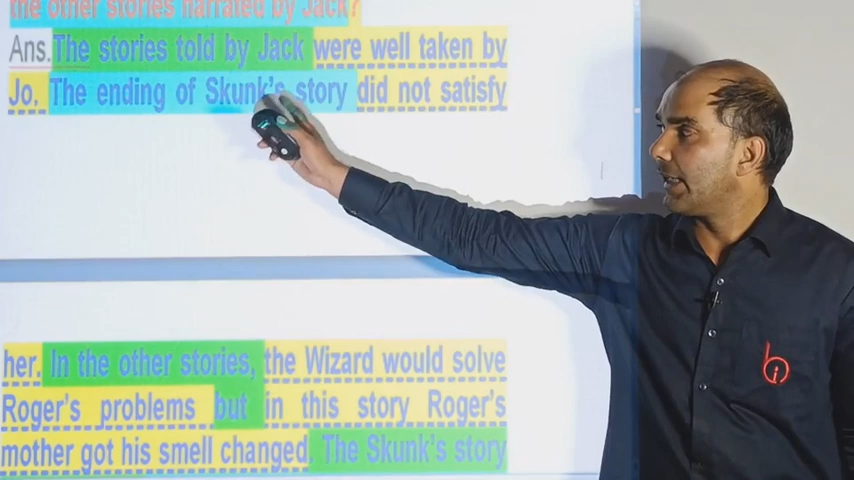 the other stories narrated by Jack?
Ans. The stories told by Jack were well taken by
Jo. The ending of Skunk's story did not satisfy
her. In the other stories, the Wizard would solve
Roger's problems but in this story Roger's
mother got his smell changed. The Skunk's story